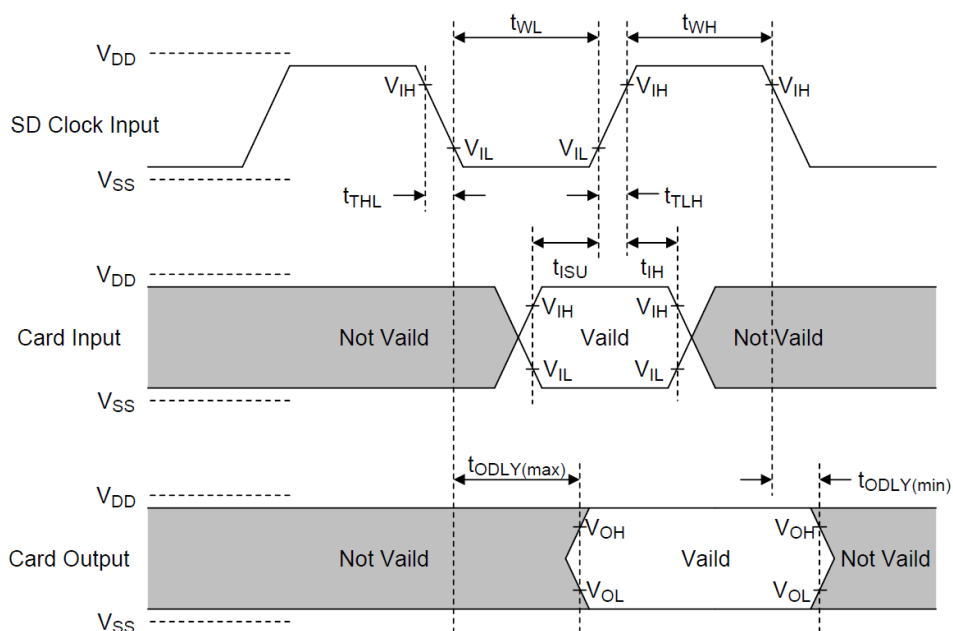 tWL tWH
VDD
VIH VIH VIH
SD Clock Input
VIL VIL
VSS
tTHL tTLH
tISU tIH
VDD
VIH VIH
Card Input Not Vaild Vaild Not Vaild
VIL VIL
VSS
tODLY(max) tODLY(min)
VDD
VOH VOH
Card Output Not Vaild Vaild Not Vaild
VOL VOL
VSS